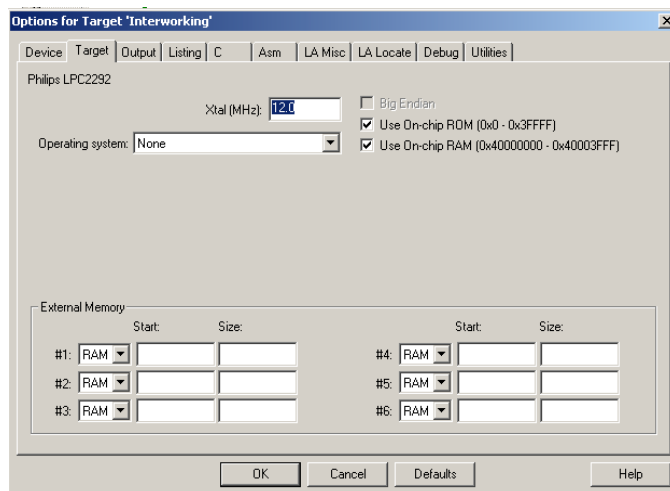 Options for Target 'Interworking'
Device Target Output Listing C Asm LA Misc LA Locate Debug Utilities
Philips LPC2292
Xtal (MHz): 12.0
Big Endian
Use On-chip ROM (0x0 - 0x3FFFF)
Operating system: None
Use On-chip RAM (0x40000000 - 0x40003FFF)
External Memory
Start: Size: Start: Size:
#1: RAM #4: RAM
#2: RAM #5: RAM
#3: RAM #6: RAM
OK Cancel Defaults Help